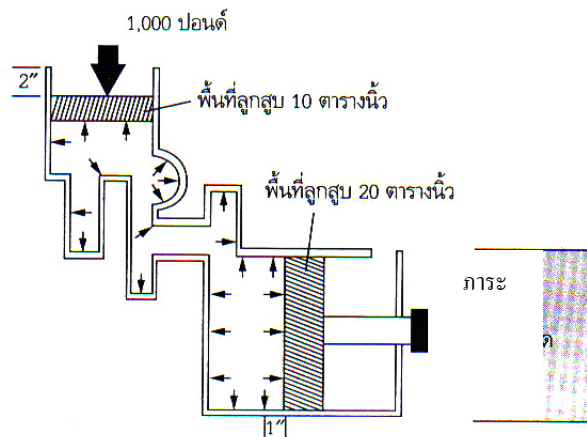 1,000 ปอนด์
2"
พื้นที่ลูกสูบ 10 ตารางนิ้ว
พื้นที่ลูกสูบ 20 ตารางนิ้ว
ภาระ
1"